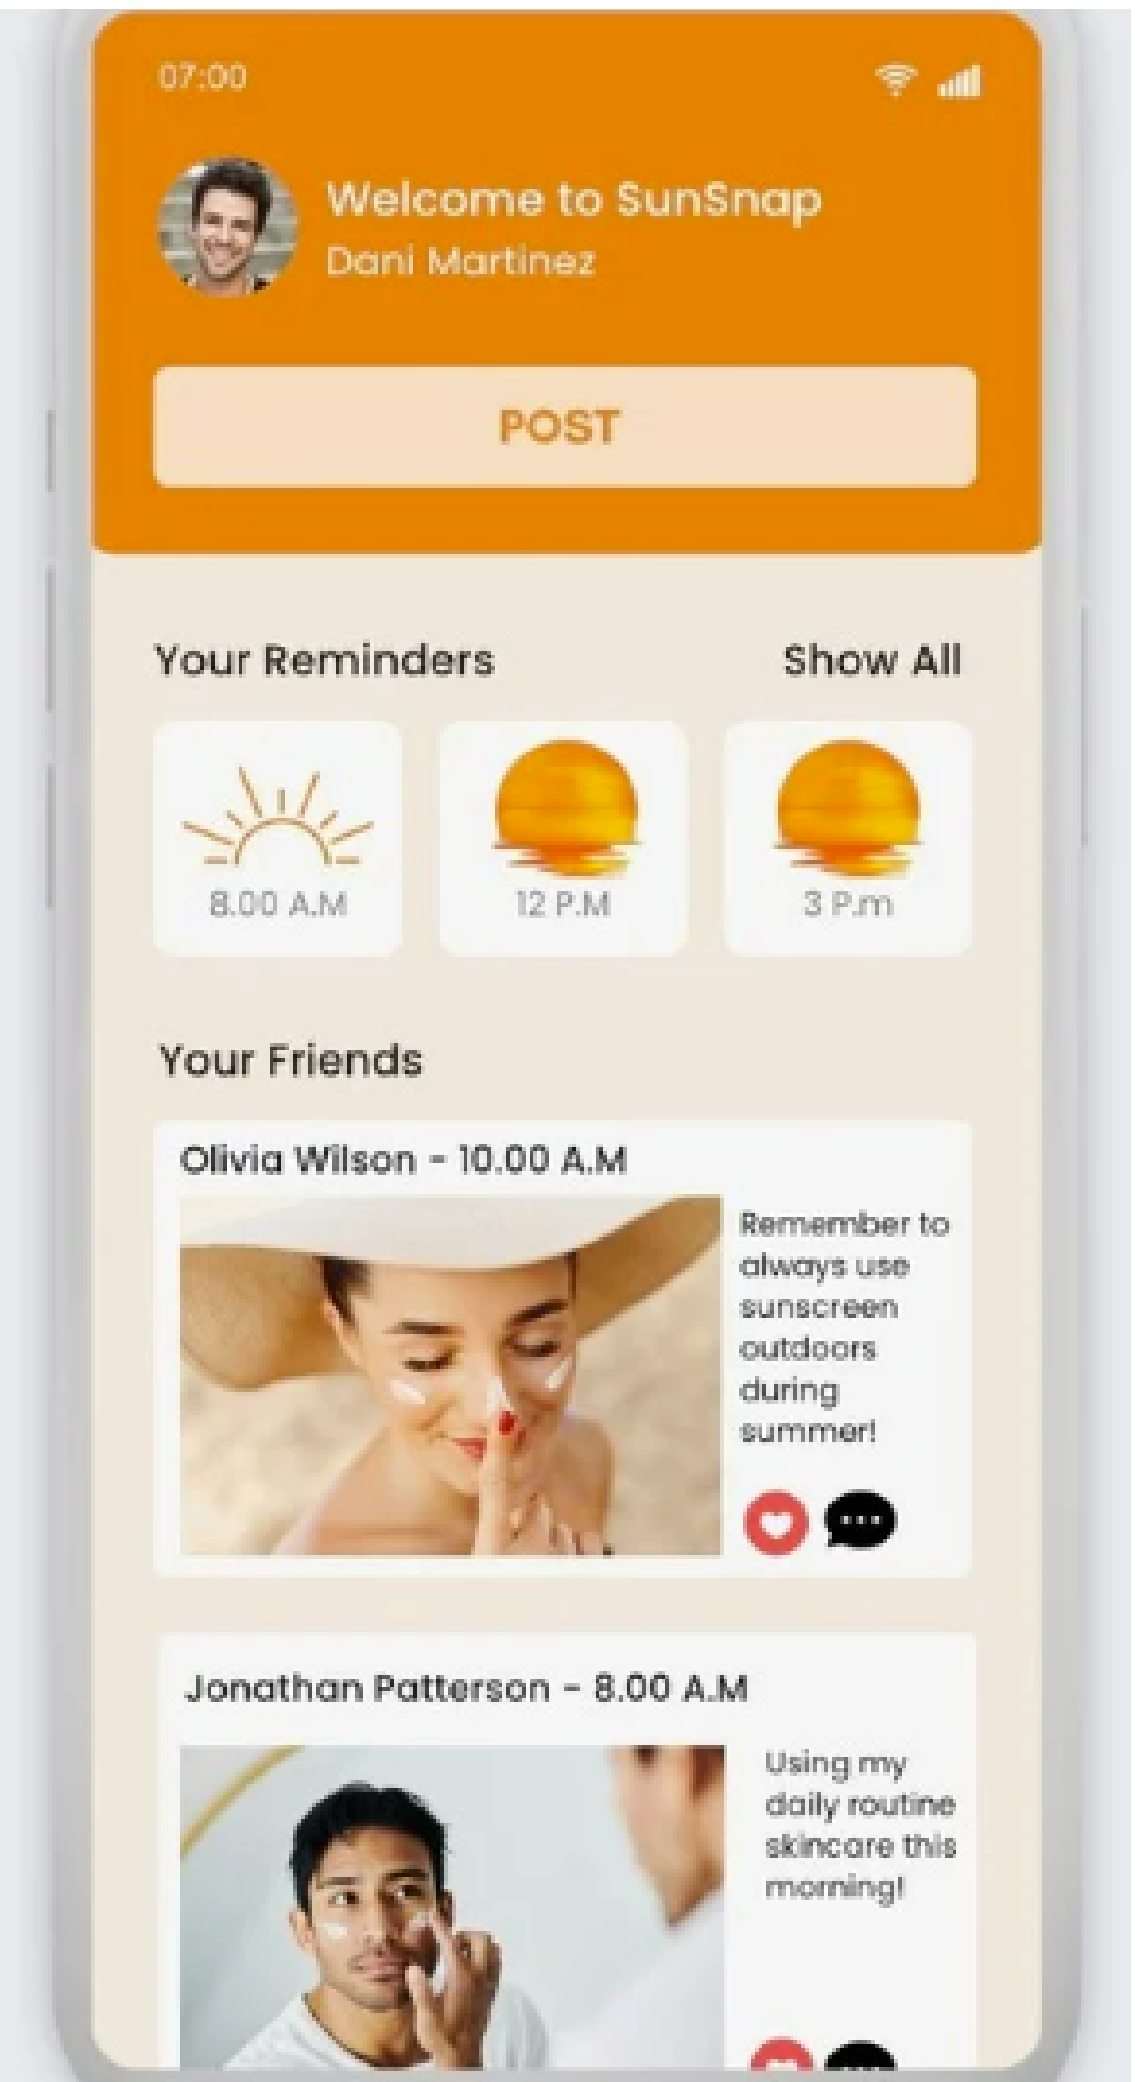 07:00
Welcome to SunSnap
Dani Martinez
POST
Your Reminders
Show All
8.00 A.M
12 P.M
3 P.m
Your Friends
Olivia Wilson - 10.00 A.M
Remember to
always use
sunscreen
outdoors
during
summer!
Jonathan Patterson - 8.00 A.M
Using my
daily routine
skincare this
morning!